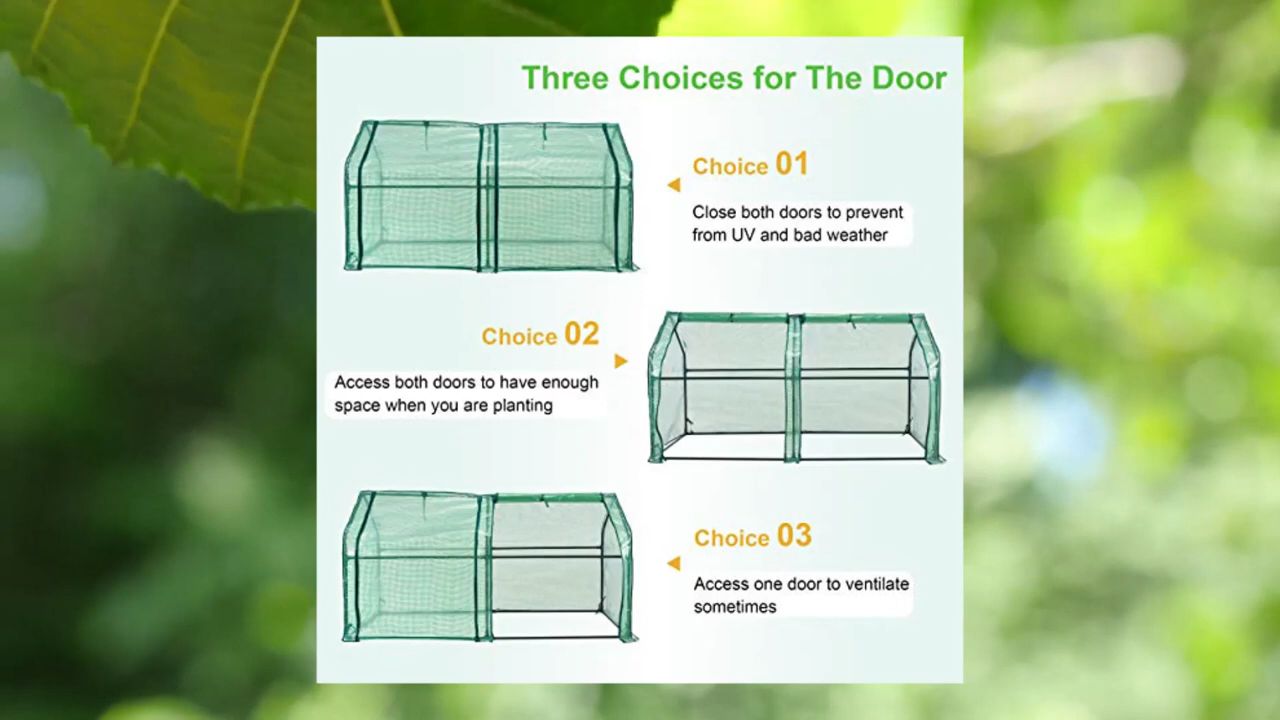 Three Choices for The Door
Choice 01
Close both doors to prevent
from UV and bad weather
Choice 02
Access both doors to have enough
space when you are planting
Choice 03
Access one door to ventilate
sometimes